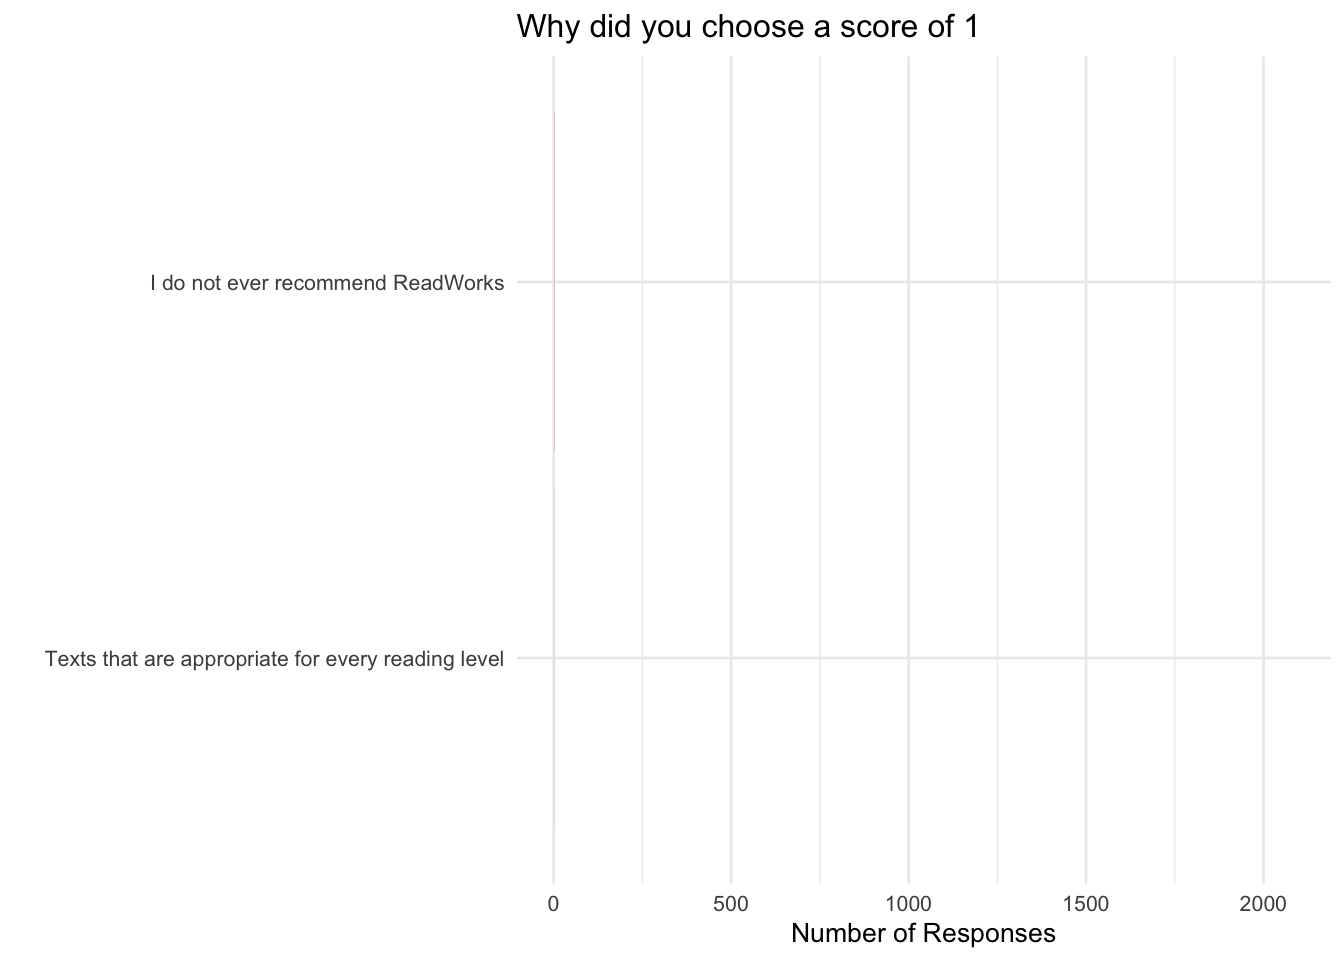 Why did you choose a score of 1
I do not ever recommend ReadWorks
Texts that are appropriate for every reading level
0 500 1000 1500 2000
Number of Responses